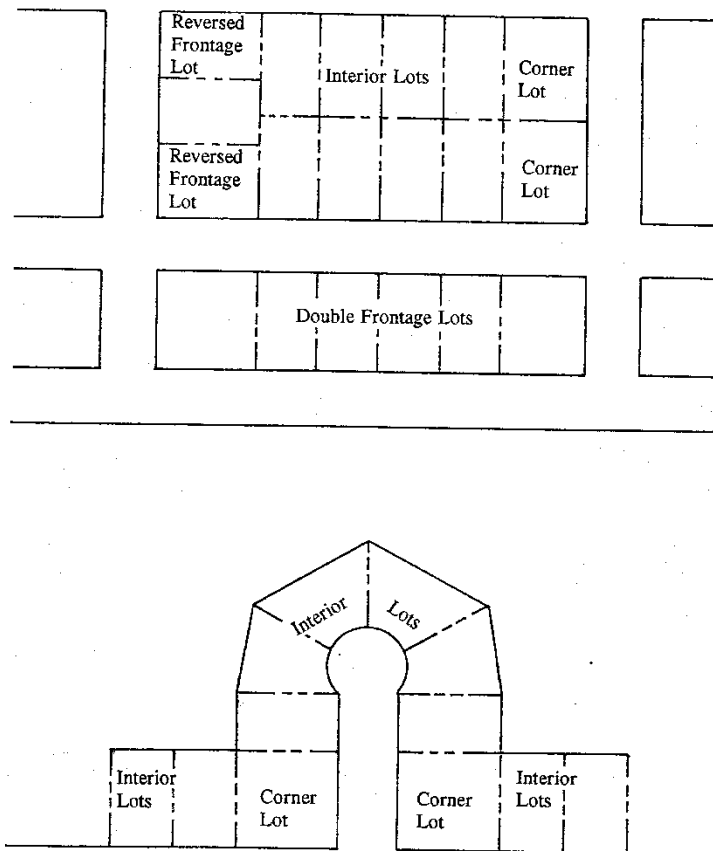 Reversed
Frontage
Lot
Interior Lots
Corner
Lot
Reversed
Frontage
Lot
Corner
Lot
Double Frontage Lots
Interior
Lots
Interior
Lots
Corner
Lot
Corner
Lot
Interior
Lots